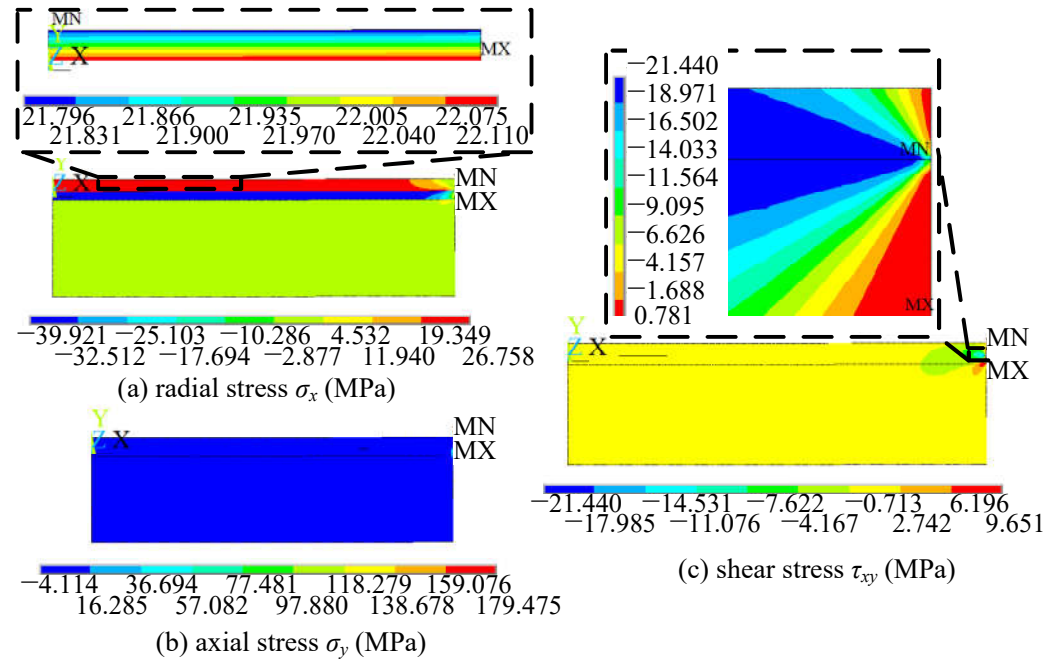 MN
Y
Z X
MX
21.796 21.866 21.935 22.005 22.075
21.831 21.900 21.970 22.040 22.110
Y
Z X
MN
MX
−39.921 −25.103 −10.286 4.532 19.349
−32.512 −17.694 −2.877 11.940 26.758
(a) radial stress σx (MPa)
Y
Z X
MN
MX
−4.114 36.694 77.481 118.279 159.076
16.285 57.082 97.880 138.678 179.475
(b) axial stress σy (MPa)
−21.440
−18.971
−16.502
−14.033
−11.564
−9.095
−6.626
−4.157
−1.688
0.781
MN
MX
Y
Z X
MN
MX
−21.440 −14.531 −7.622 −0.713 6.196
−17.985 −11.076 −4.167 2.742 9.651
(c) shear stress τxy (MPa)